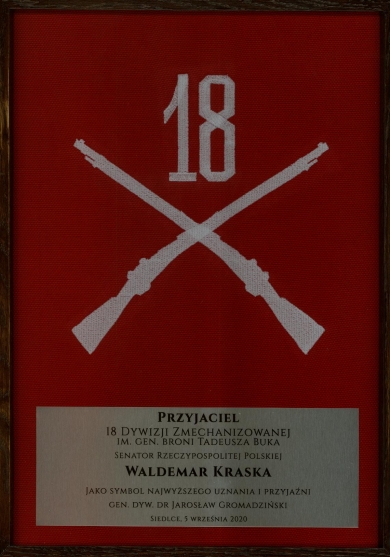 18
PRZYJACIEL
18 DYWIZJI ZMECHANIZOWANEJ
IM. GEN. BRONI TADEUSZA BUKA
SENATOR RZECZYPOSPOLITEJ POLSKIEJ
WALDEMAR KRASKA
JAKO SYMBOL NAJWYŻSZEGO UZNANIA I PRZYJAŹNI
GEN. DYW. DR JAROSŁAW GROMADZIŃSKI
SIEDLCE, 5 WRZEŚNIA 2020